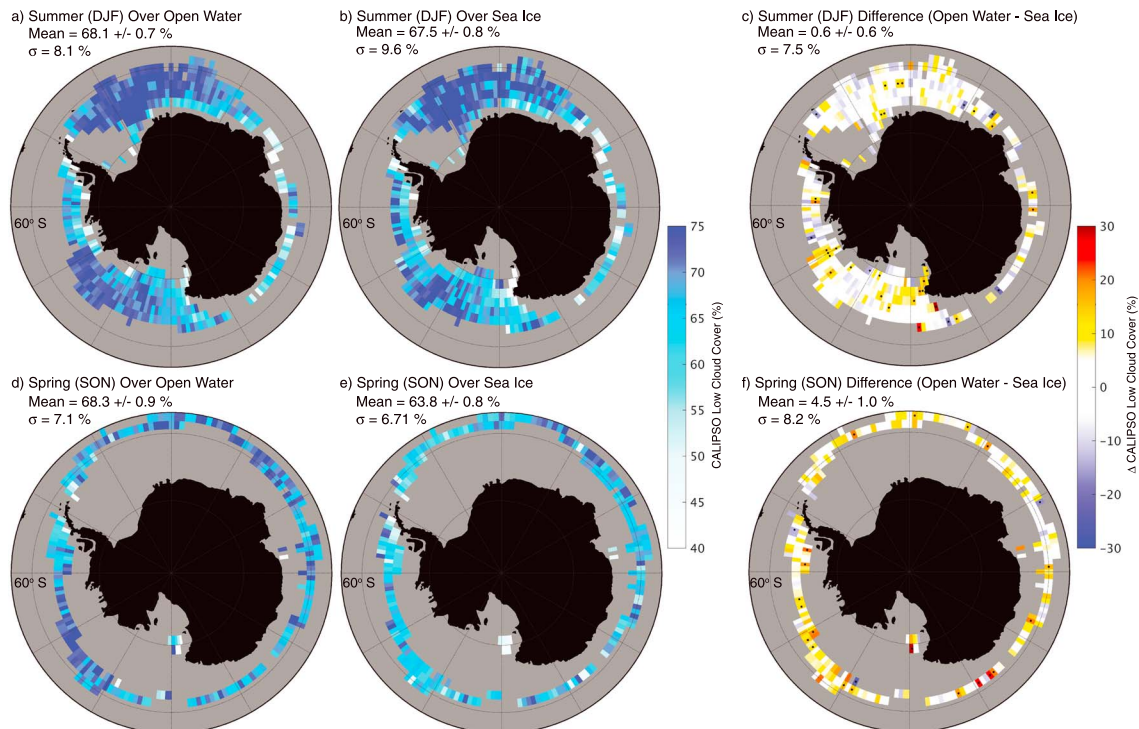 a) Summer (DJF) Over Open Water
Mean = 68.1 +/- 0.7 %
σ = 8.1 %
b) Summer (DJF) Over Sea Ice
Mean = 67.5 +/- 0.8 %
σ = 9.6 %
c) Summer (DJF) Difference (Open Water - Sea Ice)
Mean = 0.6 +/- 0.6 %
σ = 7.5 %
60° S
60° S
75
70
65
60
55
50
45
40
CALIPSO Low Cloud Cover (%)
30
20
10
0
−10
−20
−30
Δ CALIPSO Low Cloud Cover (%)
d) Spring (SON) Over Open Water
Mean = 68.3 +/- 0.9 %
σ = 7.1 %
e) Spring (SON) Over Sea Ice
Mean = 63.8 +/- 0.8 %
σ = 6.71 %
f) Spring (SON) Difference (Open Water - Sea Ice)
Mean = 4.5 +/- 1.0 %
σ = 8.2 %
60° S
60° S